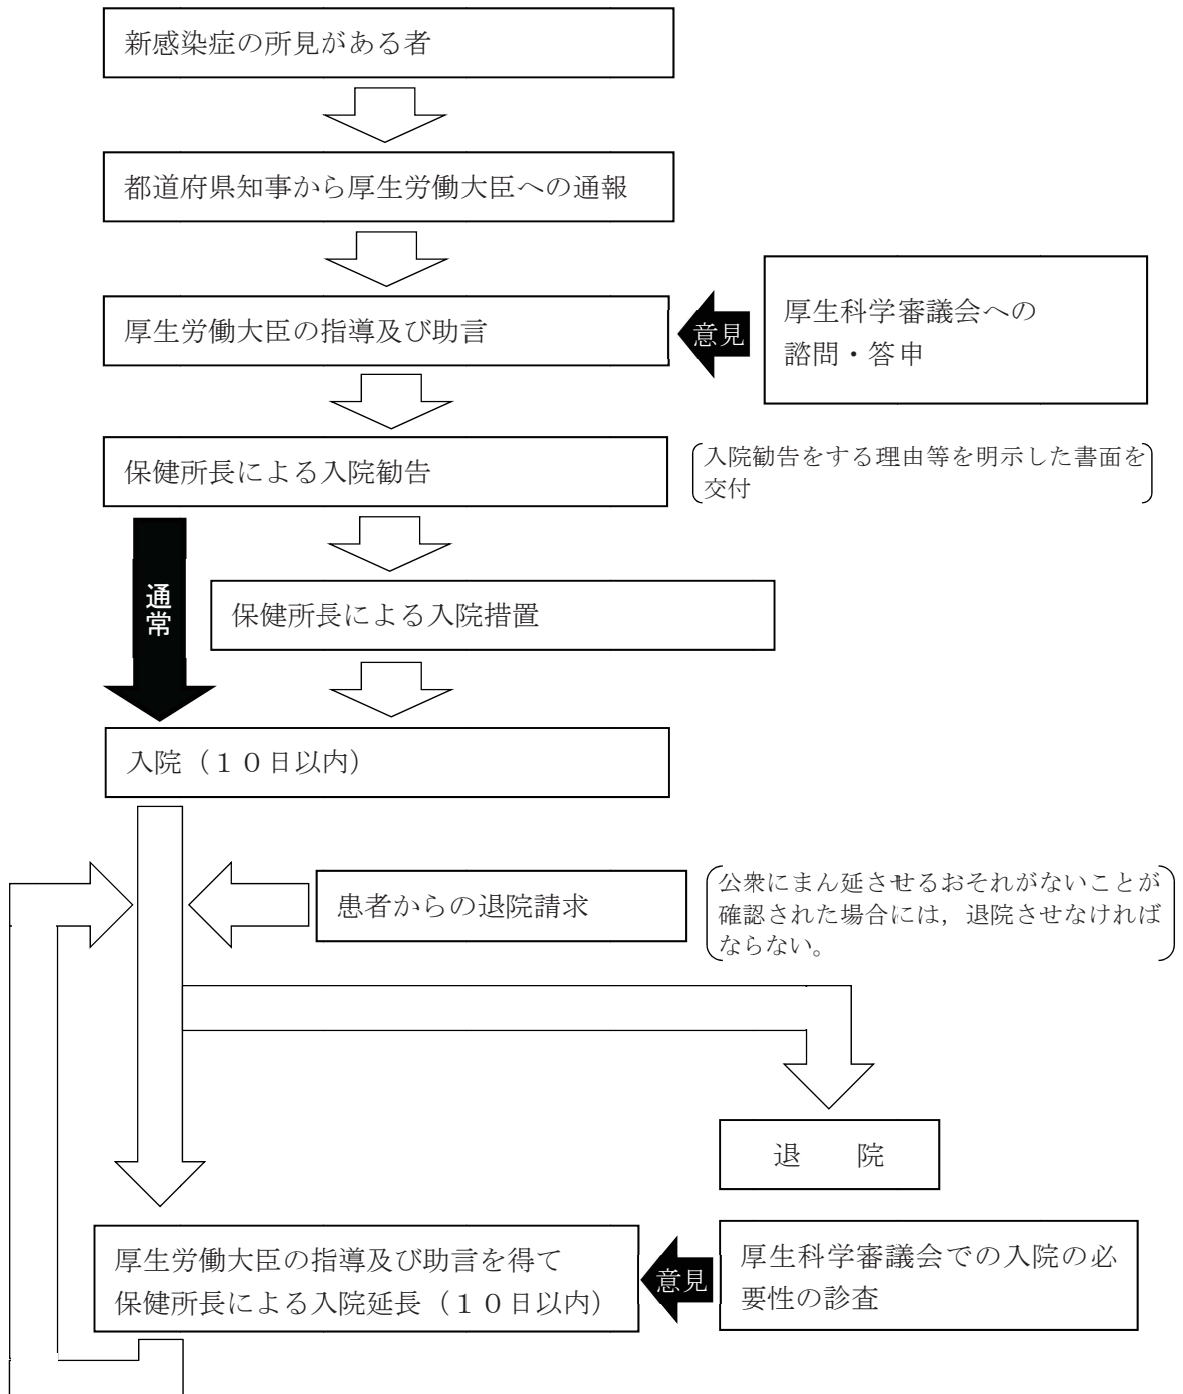 新感染症の所見がある者
都道府県知事から厚生労働大臣への通報
厚生労働大臣の指導及び助言
意見
厚生科学審議会への
諮問・答申
保健所長による入院勧告
入院勧告をする理由等を明示した書面を
交付
通常
保健所長による入院措置
入院（１０日以内）
患者からの退院請求
公衆にまん延させるおそれがないことが
確認された場合には，退院させなければ
ならない。
退　　院
厚生労働大臣の指導及び助言を得て
保健所長による入院延長（１０日以内）
意見
厚生科学審議会での入院の必
要性の診査